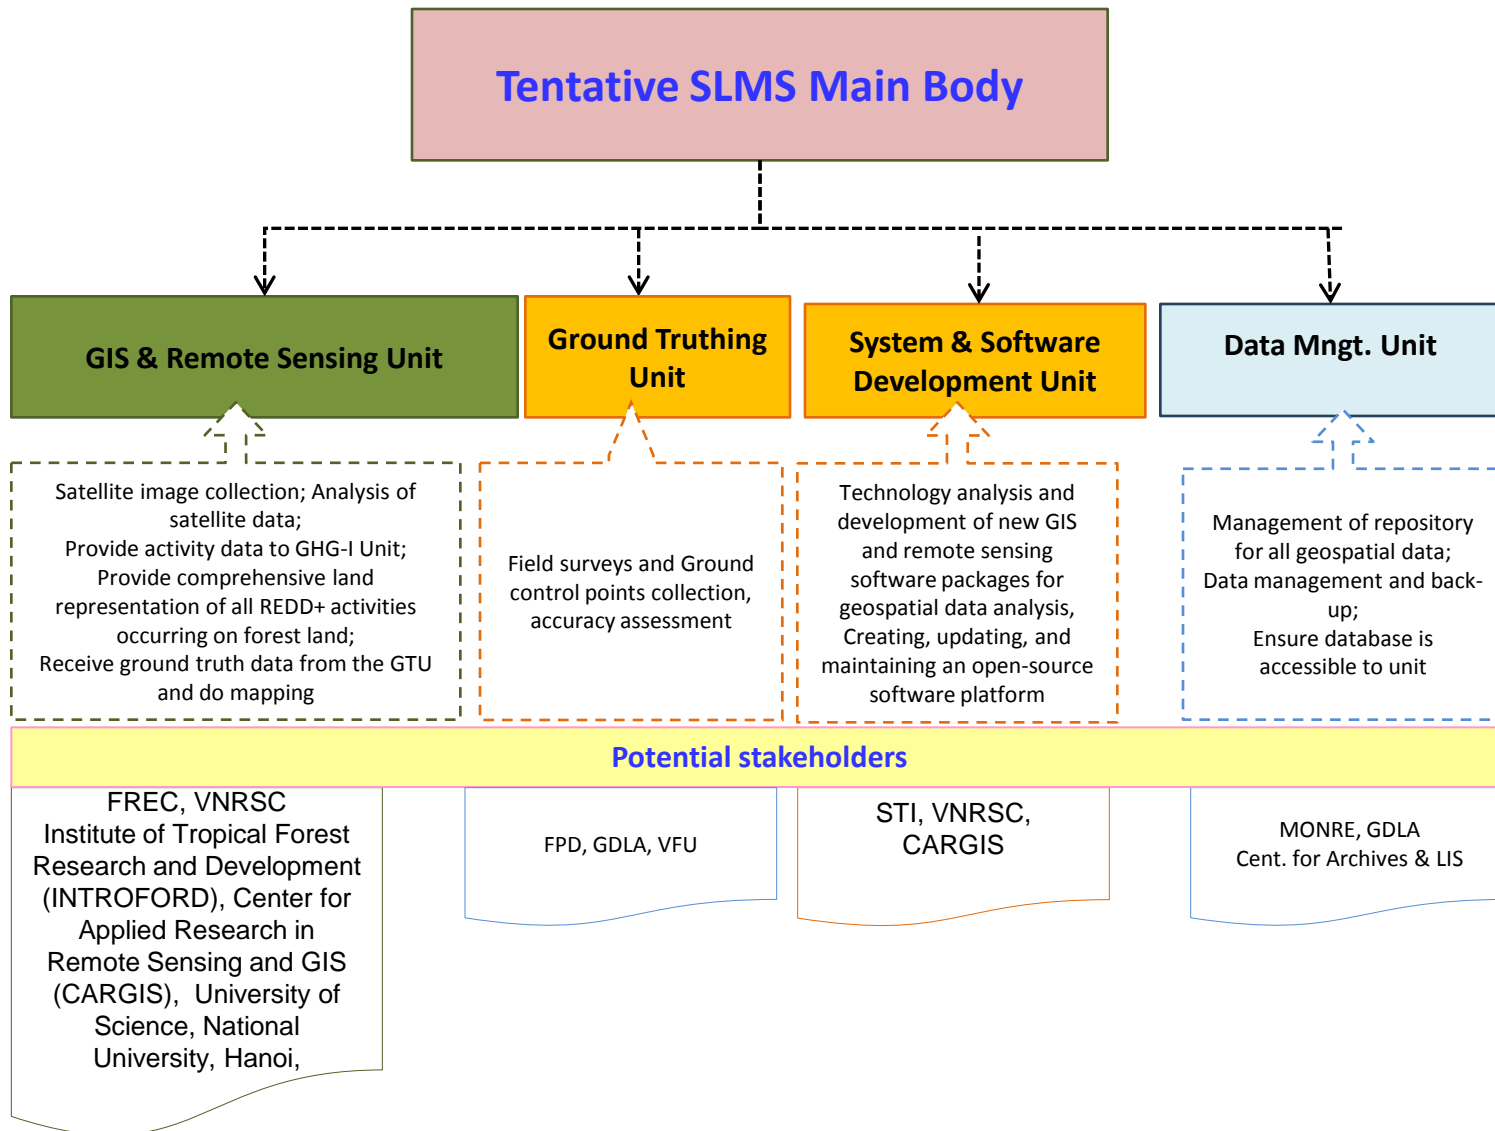 Tentative SLMS Main Body
GIS & Remote Sensing Unit
Ground Truthing
Unit
System & Software
Development Unit
Data Mngt. Unit
Satellite image collection; Analysis of
satellite data;
Provide activity data to GHG-I Unit;
Provide comprehensive land
representation of all REDD+ activities
occurring on forest land;
Receive ground truth data from the GTU
and do mapping
Field surveys and Ground
control points collection,
accuracy assessment
Technology analysis and
development of new GIS
and remote sensing
software packages for
geospatial data analysis,
Creating, updating, and
maintaining an open-source
software platform
Management of repository
for all geospatial data;
Data management and back-
up;
Ensure database is
accessible to unit
Potential stakeholders
FREC, VNRSC
Institute of Tropical Forest
Research and Development
(INTROFORD), Center for
Applied Research in
Remote Sensing and GIS
(CARGIS), University of
Science, National
University, Hanoi,
FPD, GDLA, VFU
STI, VNRSC,
CARGIS
MONRE, GDLA
Cent. for Archives & LIS